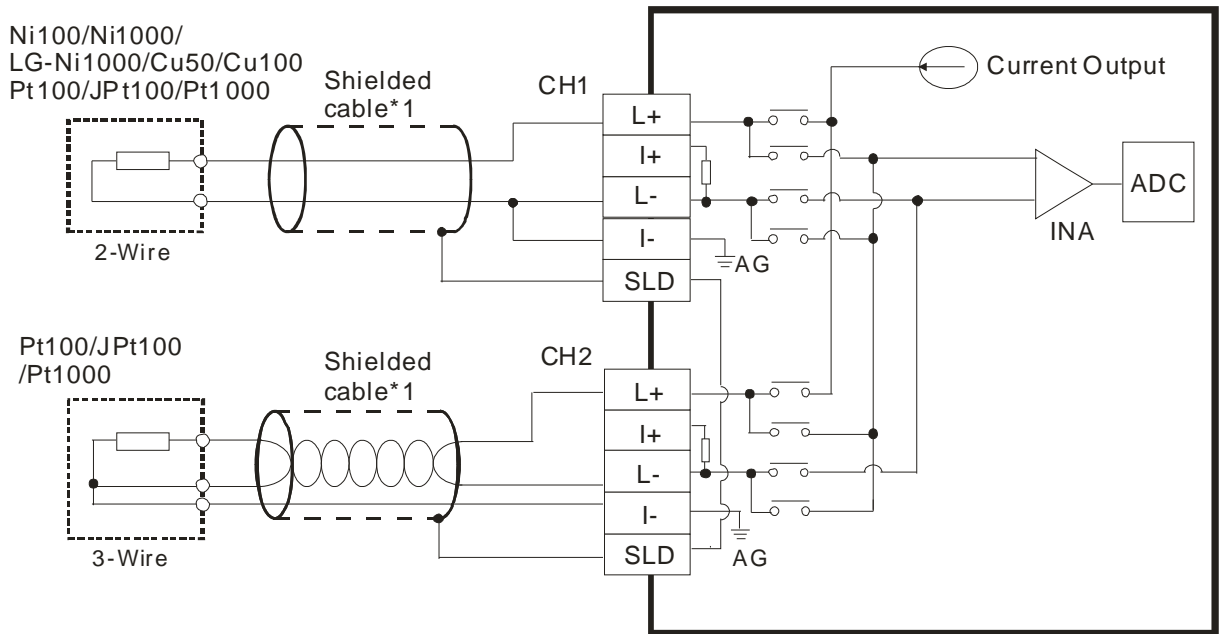 Ni100/Ni1000/
LG-Ni1000/Cu50/Cu100
Pt100/JPt100/Pt1000
Shielded
cable*1
CH1
L+
I+
L-
I-
SLD
AG
2-Wire
Current Output
INA
ADC
Pt100/JPt100
/Pt1000
Shielded
cable*1
CH2
L+
I+
L-
I-
SLD
AG
3-Wire